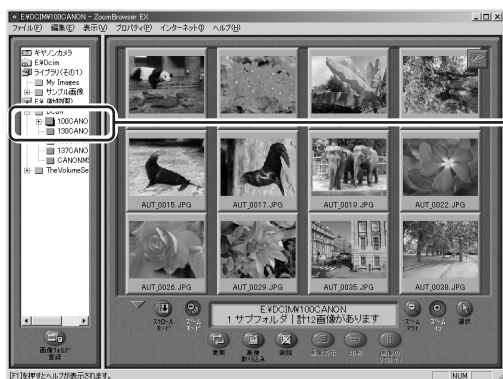 E:¥DCIM¥100CANON - ZoomBrowser EX
ファイル(F) 編集(E) 表示(V) プロパティ(P) インターネット(I) ヘルプ(H)
キヤノンカメラ
E¥Dcim
ライブラリ(その1)
My Images
サンプル画像
100CANO
130CANO
137CANO
CANONMS
TheVolumeSe
AUT_0015.JPG
AUT_0017.JPG
AUT_0019.JPG
AUT_0022.JPG
AUT_0026.JPG
AUT_0029.JPG
AUT_0035.JPG
AUT_0038.JPG
スクロール
モード
ズーム
モード
E:¥DCIM¥100CANON
1 サブフォルダ | 計12画像があります
ズーム
アウト
ズーム
イン
選択
画像フォルダ
登録
更新
画像
取り込み
削除
画像表示
印刷
[F1]を押すとヘルプが表示されます。
NUM